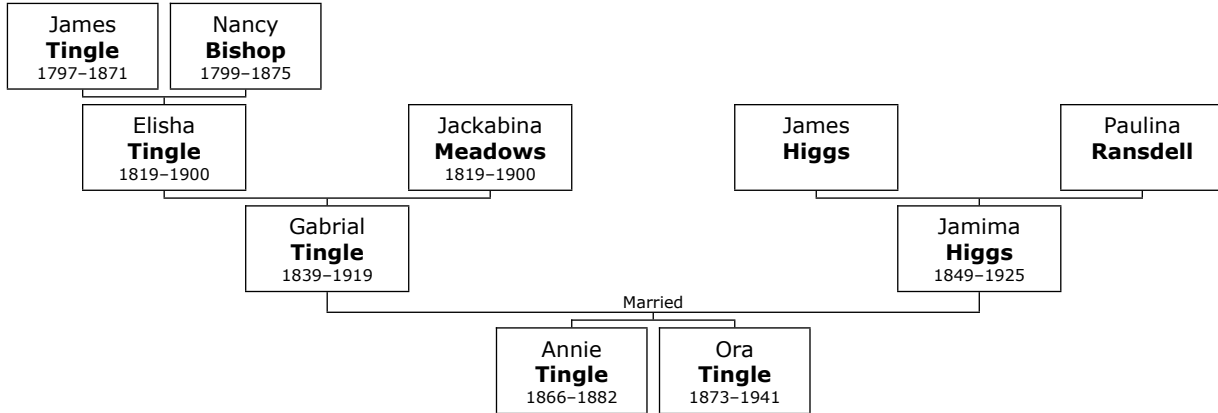 James
Tingle
1797–1871
Nancy
Bishop
1799–1875
Elisha
Tingle
1819–1900
Jackabina
Meadows
1819–1900
James
Higgs
Paulina
Ransdell
Gabrial
Tingle
1839–1919
Jamima
Higgs
1849–1925
Married
Annie
Tingle
1866–1882
Ora
Tingle
1873–1941